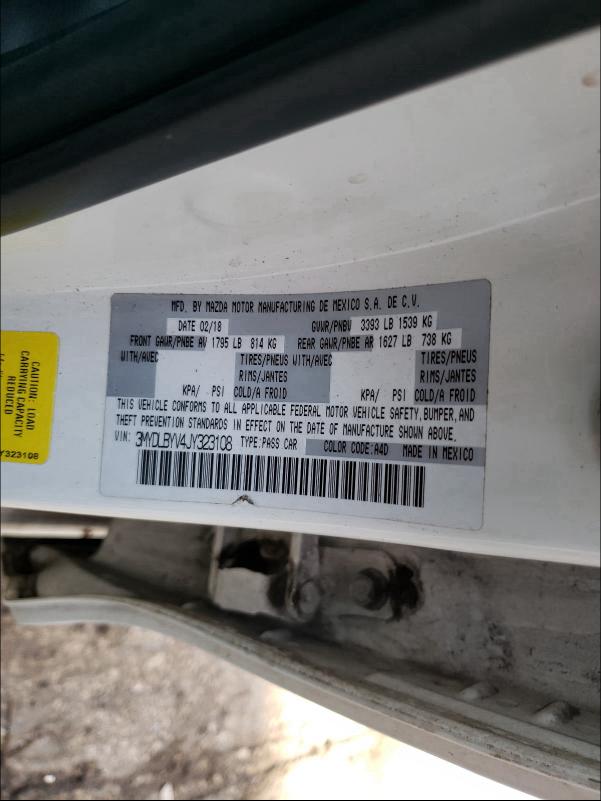 MFD. BY MAZDA MOTOR MANUFACTURING DE MEXICO S.A. DE C.V.
DATE 02/18 GVWR/PNBV 3393 LB 1539 KG
FRONT GAWR/PNBE AV 1795 LB 814 KG REAR GAWR/PNBE AR 1627 LB 738 KG
WITH/AVEC TIRES/PNEUS WITH/AVEC TIRES/PNEUS
RIMS/JANTES RIMS/JANTES
KPA/ PSI COLD/A FROID KPA/ PSI COLD/A FROID
THIS VEHICLE CONFORMS TO ALL APPLICABLE FEDERAL MOTOR VEHICLE SAFETY, BUMPER, AND
THEFT PREVENTION STANDARDS IN EFFECT ON THE DATE OF MANUFACTURE SHOWN ABOVE.
VIN: 3MYDLBYV4JY323108 TYPE:PASS CAR COLOR CODE:A4D MADE IN MEXICO
CAUTION: LOAD
CARRYING CAPACITY
REDUCED
Y323108